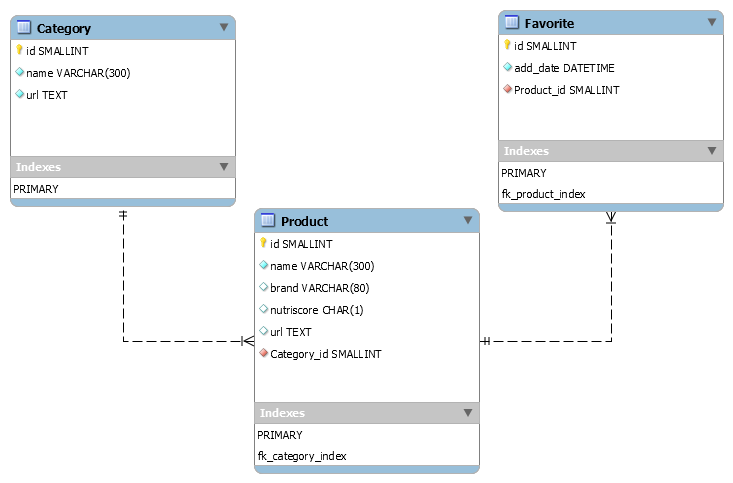 Category
id SMALLINT
name VARCHAR(300)
url TEXT
Indexes
PRIMARY
Favorite
id SMALLINT
add_date DATETIME
Product_id SMALLINT
Indexes
PRIMARY
fk_product_index
Product
id SMALLINT
name VARCHAR(300)
brand VARCHAR(80)
nutriscore CHAR(1)
url TEXT
Category_id SMALLINT
Indexes
PRIMARY
fk_category_index